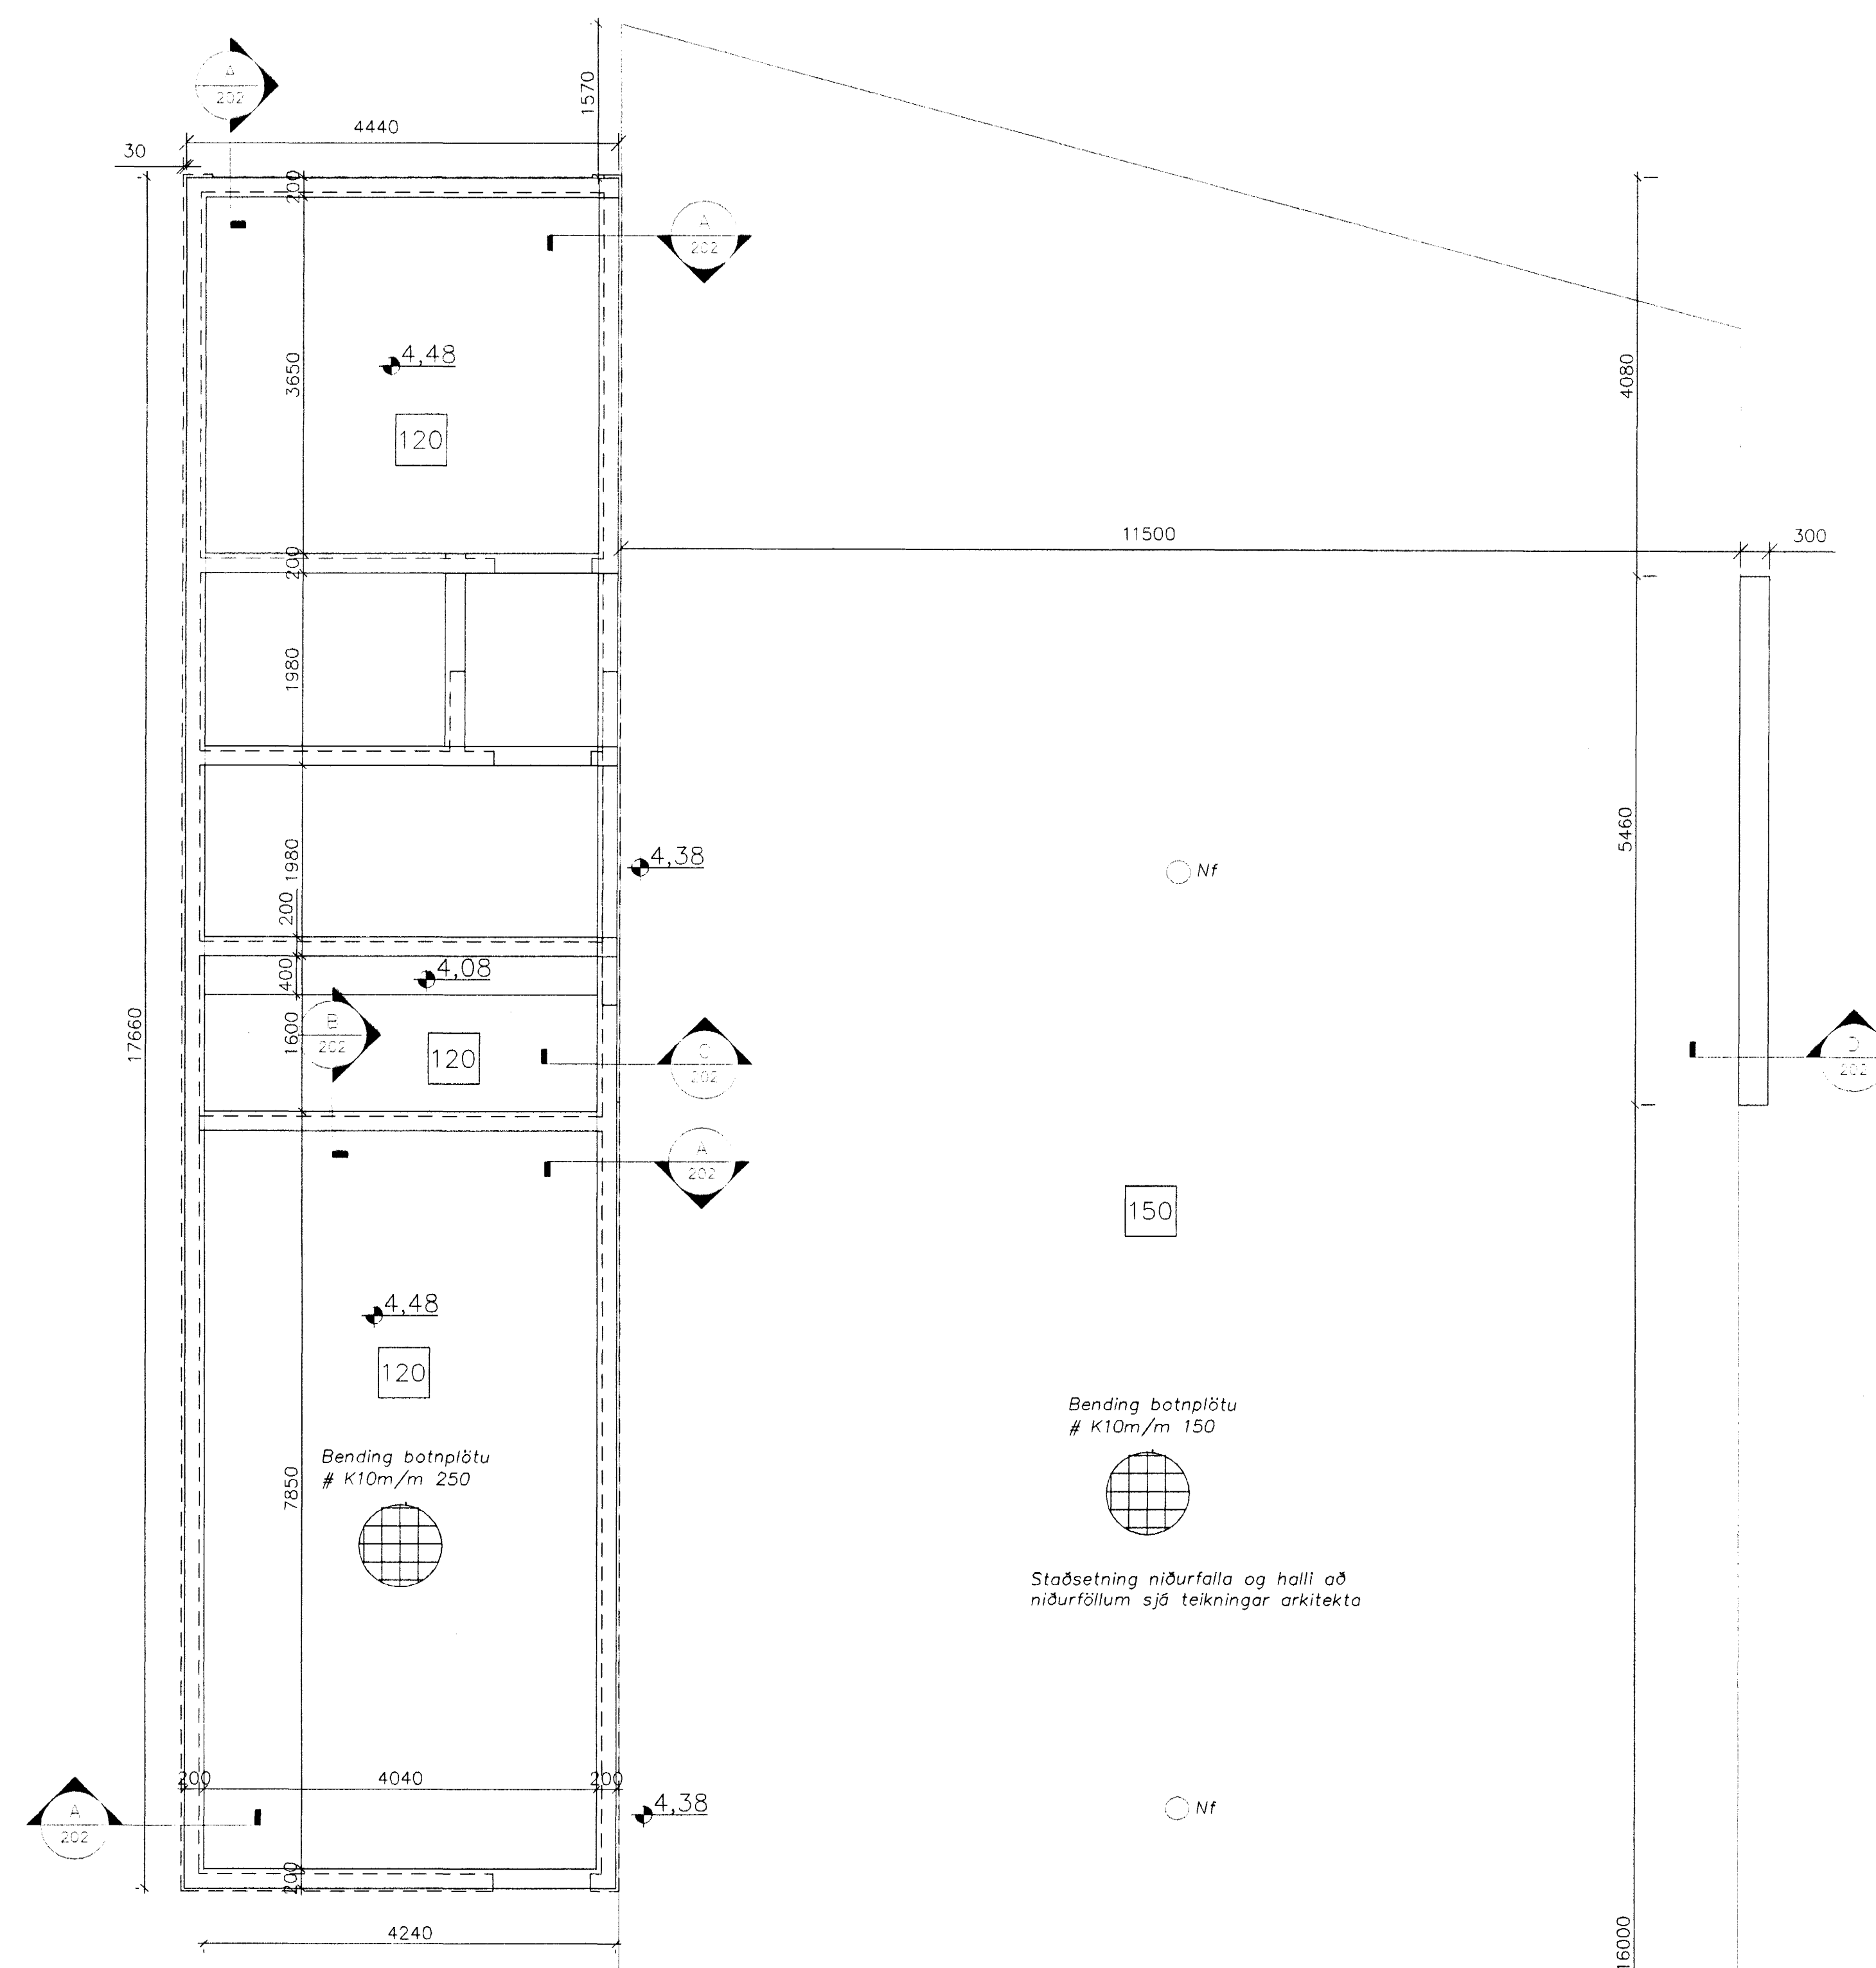 1570
A
202
4440
30
200
A
202
4,48
3650
4080
120
11500
300
200
1980
5460
4,38
Nf
1980
200
4,08
400
17660
B
202
1600
120
C
202
D
202
A
202
150
4,48
120
Bending botnplötu
# K10m/m 150
Bending botnplötu
# K10m/m 250
7850
Staðsetning niðurfalla og halli að
niðurföllum sjá teikningar arkitekta
200
4040
200
4,38
Nf
A
202
200
4240
16000